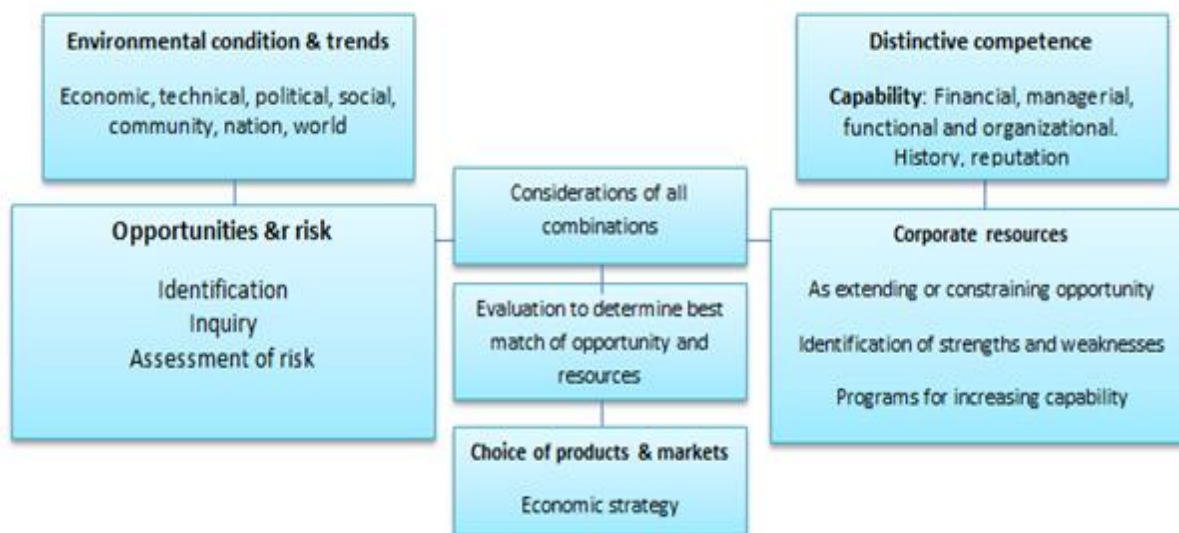 Environmental condition & trends
Economic, technical, political, social,
community, nation, world
Opportunities &r risk
Identification
Inquiry
Assessment of risk
Considerations of all
combinations
Evaluation to determine best
match of opportunity and
resources
Choice of products & markets
Economic strategy
Distinctive competence
Capability: Financial, managerial,
functional and organizational.
History, reputation
Corporate resources
As extending or constraining opportunity
Identification of strengths and weaknesses
Programs for increasing capability